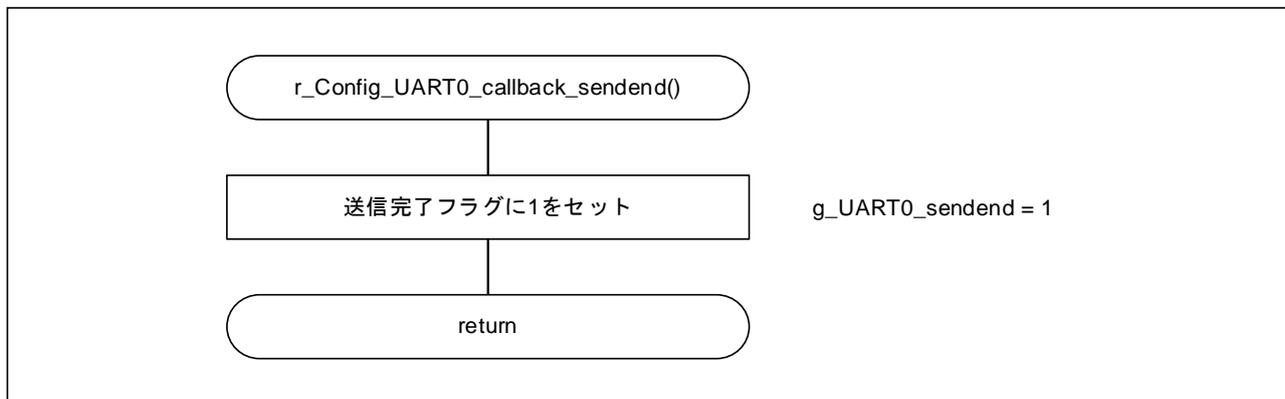 r_Config_UART0_callback_sendend()
送信完了フラグに1をセット
g_UART0_sendend = 1
return